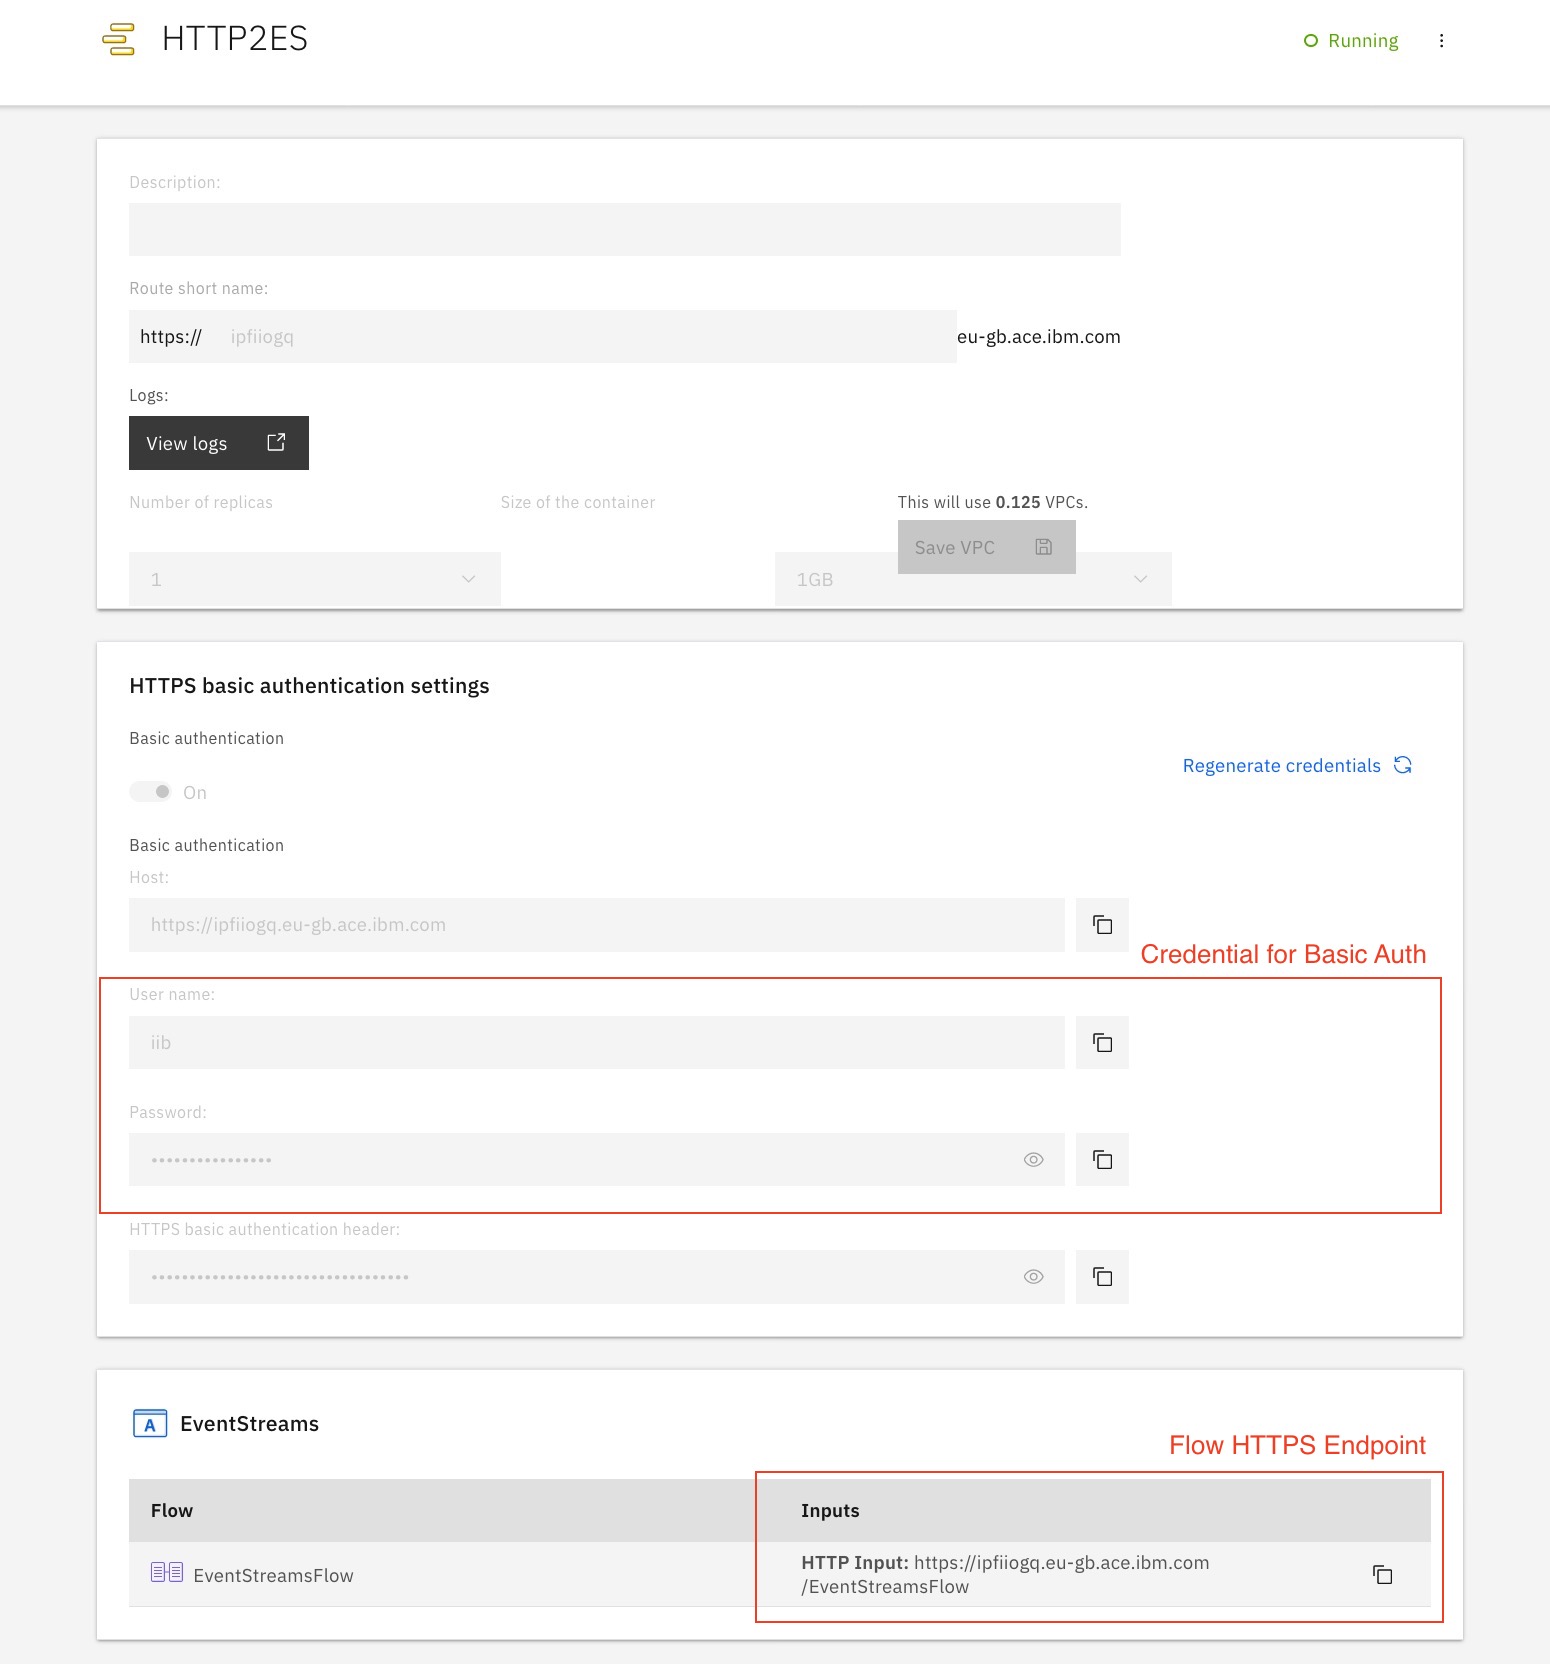 HTTP2ES
Running
Description:
Route short name:
https:// ipfiiogq eu-gb.ace.ibm.com
Logs:
View logs
Number of replicas Size of the container This will use 0.125 VPCs.
Save VPC
1 1GB
HTTPS basic authentication settings
Basic authentication
Regenerate credentials
On
Basic authentication
Host:
https://ipfiiogq.eu-gb.ace.ibm.com
Credential for Basic Auth
User name:
iib
Password:
••••••••••••••••
HTTPS basic authentication header:
••••••••••••••••••••••••••••••••••
A EventStreams
Flow HTTPS Endpoint
Flow Inputs
EventStreamsFlow
HTTP Input: https://ipfiiogq.eu-gb.ace.ibm.com
/EventStreamsFlow